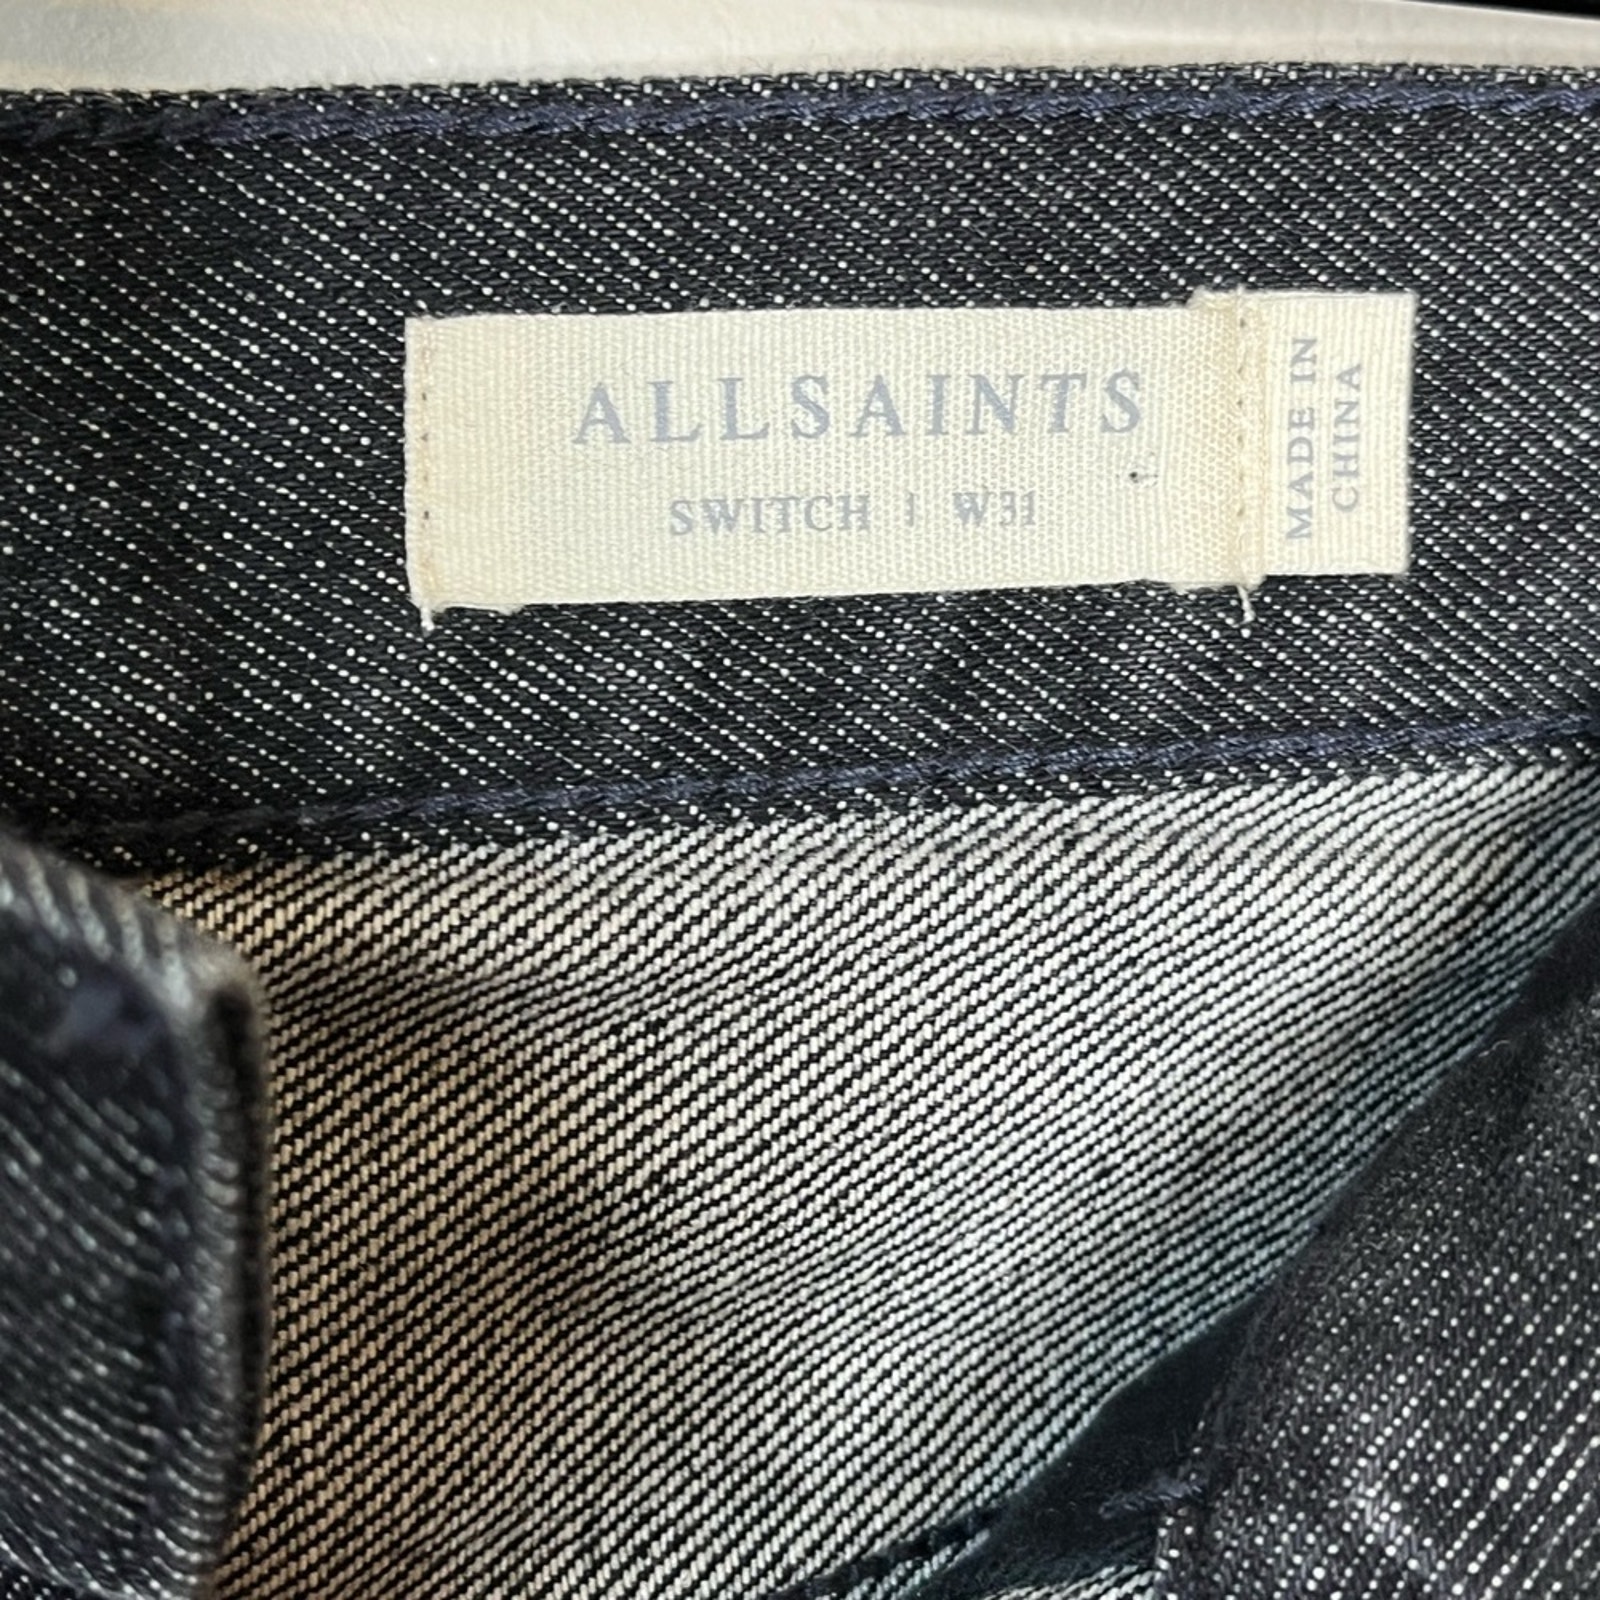 ALLSAINTS
SWITCH | W31
MADE IN
CHINA